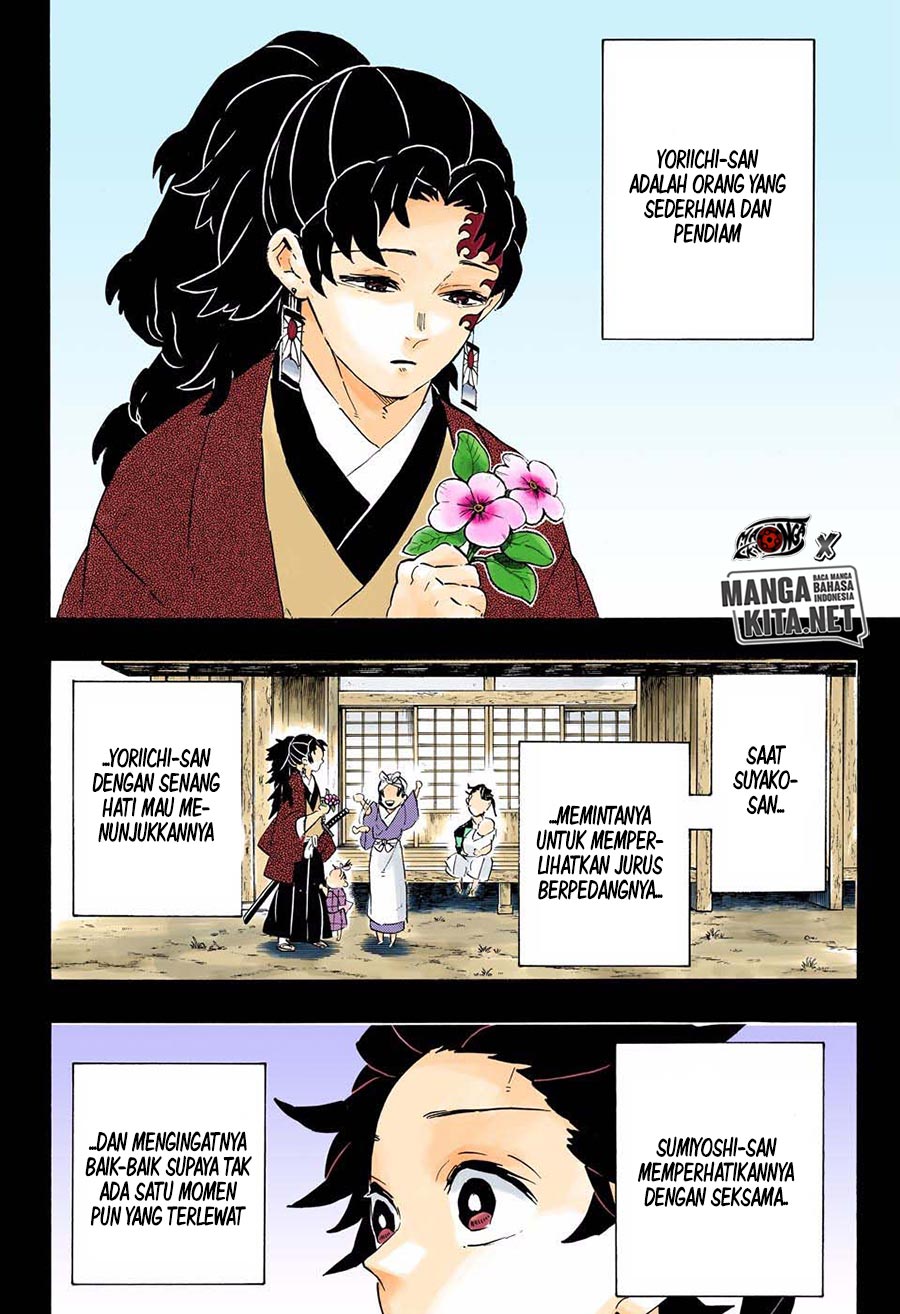 YORIICHI-SAN
ADALAH ORANG YANG
SEDERHANA DAN
PENDIAM
X
MANGA
BACA MANGA
BAHASA
INDONESIA
KITA.NET
SAAT
SUYAKO-
SAN...
...MEMINTANYA
UNTUK MEMPER-
LIHATKAN JURUS
BERPEDANGNYA...
...YORIICHI-SAN
DENGAN SENANG
HATI MAU ME-
NUNJUKKANNYA
SUMIYOSHI-SAN
MEMPERHATIKANNYA
DENGAN SEKSAMA..
...DAN MENGINGATNYA
BAIK-BAIK SUPAYA TAK
ADA SATU MOMEN
PUN YANG TERLEWAT